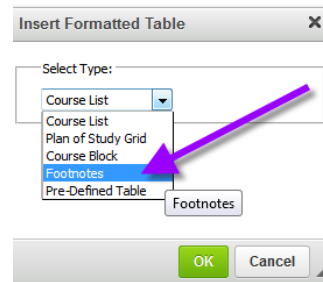 Insert Formatted Table
Select Type:
Course List
Course List
Plan of Study Grid
Course Block
Footnotes
Pre-Defined Table
Footnotes
OK Cancel